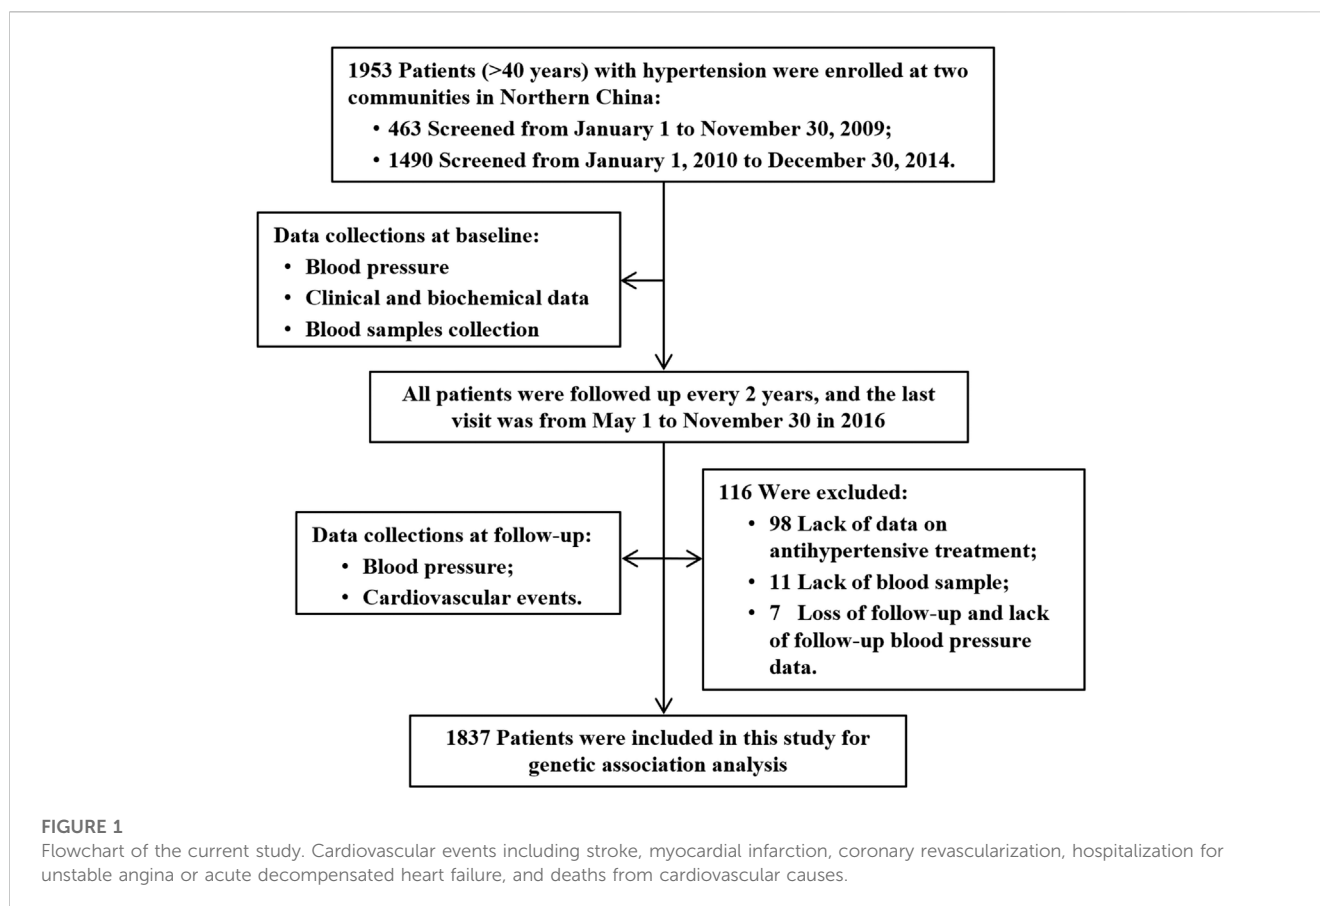 1953 Patients (>40 years) with hypertension were enrolled at two
communities in Northern China:
• 463 Screened from January 1 to November 30, 2009;
• 1490 Screened from January 1, 2010 to December 30, 2014.
Data collections at baseline:
• Blood pressure
• Clinical and biochemical data
• Blood samples collection
All patients were followed up every 2 years, and the last
visit was from May 1 to November 30 in 2016
116 Were excluded:
• 98 Lack of data on
antihypertensive treatment;
• 11 Lack of blood sample;
• 7 Loss of follow-up and lack
of follow-up blood pressure
data.
Data collections at follow-up:
• Blood pressure;
• Cardiovascular events.
1837 Patients were included in this study for
genetic association analysis
FIGURE 1
Flowchart of the current study. Cardiovascular events including stroke, myocardial infarction, coronary revascularization, hospitalization for
unstable angina or acute decompensated heart failure, and deaths from cardiovascular causes.